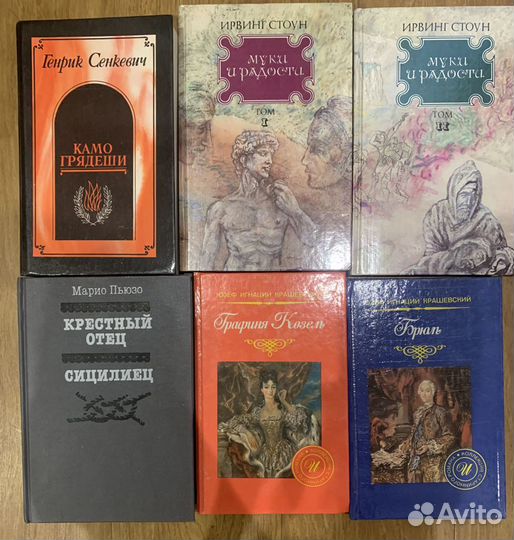 Генрик Сенкевич
КАМО
ГРЯДЕШИ
ИРВИНГ СТОУН
МУКИ
И РАДОСТИ
ТОМ
I
ИРВИНГ СТОУН
МУКИ
И РАДОСТИ
ТОМ
II
Марио Пьюзо
КРЕСТНЫЙ
ОТЕЦ
СИЦИЛИЕЦ
ИГНАЦИЙ КРАШЕВСКИЙ
Графиня Козель
И
ИГНАЦИЙ КРАШЕВСКИЙ
Брюль
И
Avito